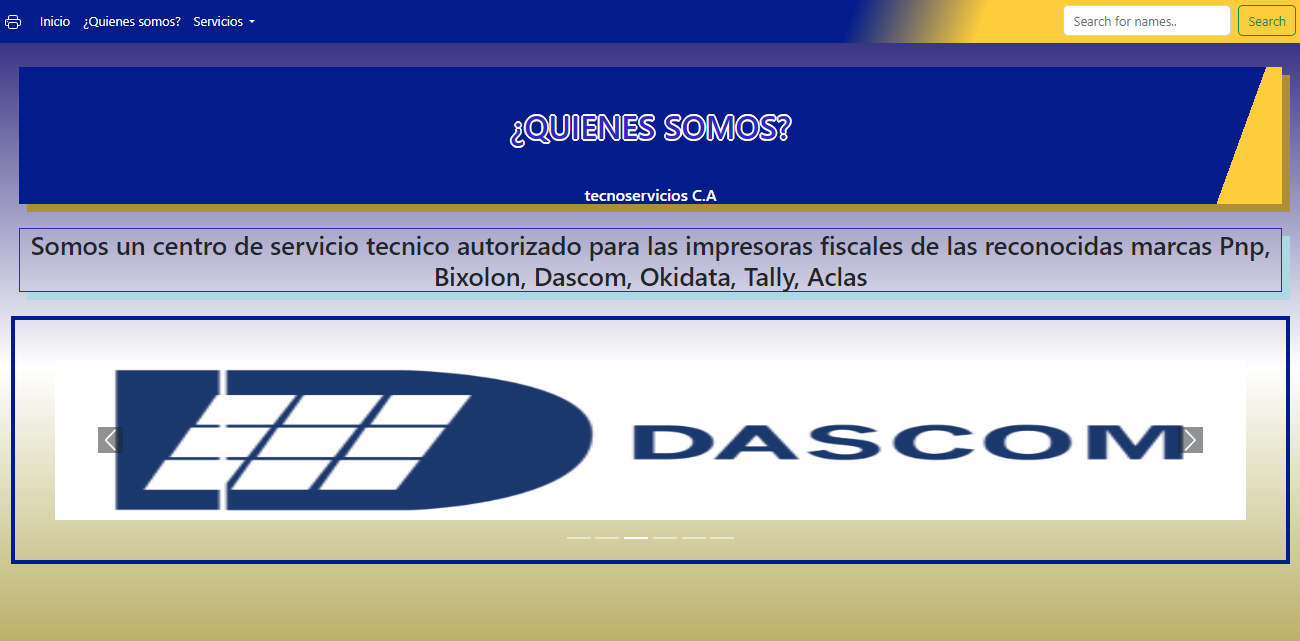 Inicio ¿Quienes somos? Servicios Search for names.. Search
¿QUIENES SOMOS?
tecnoservicios C.A
Somos un centro de servicio tecnico autorizado para las impresoras fiscales de las reconocidas marcas Pnp,
Bixolon, Dascom, Okidata, Tally, Aclas
DASCOM